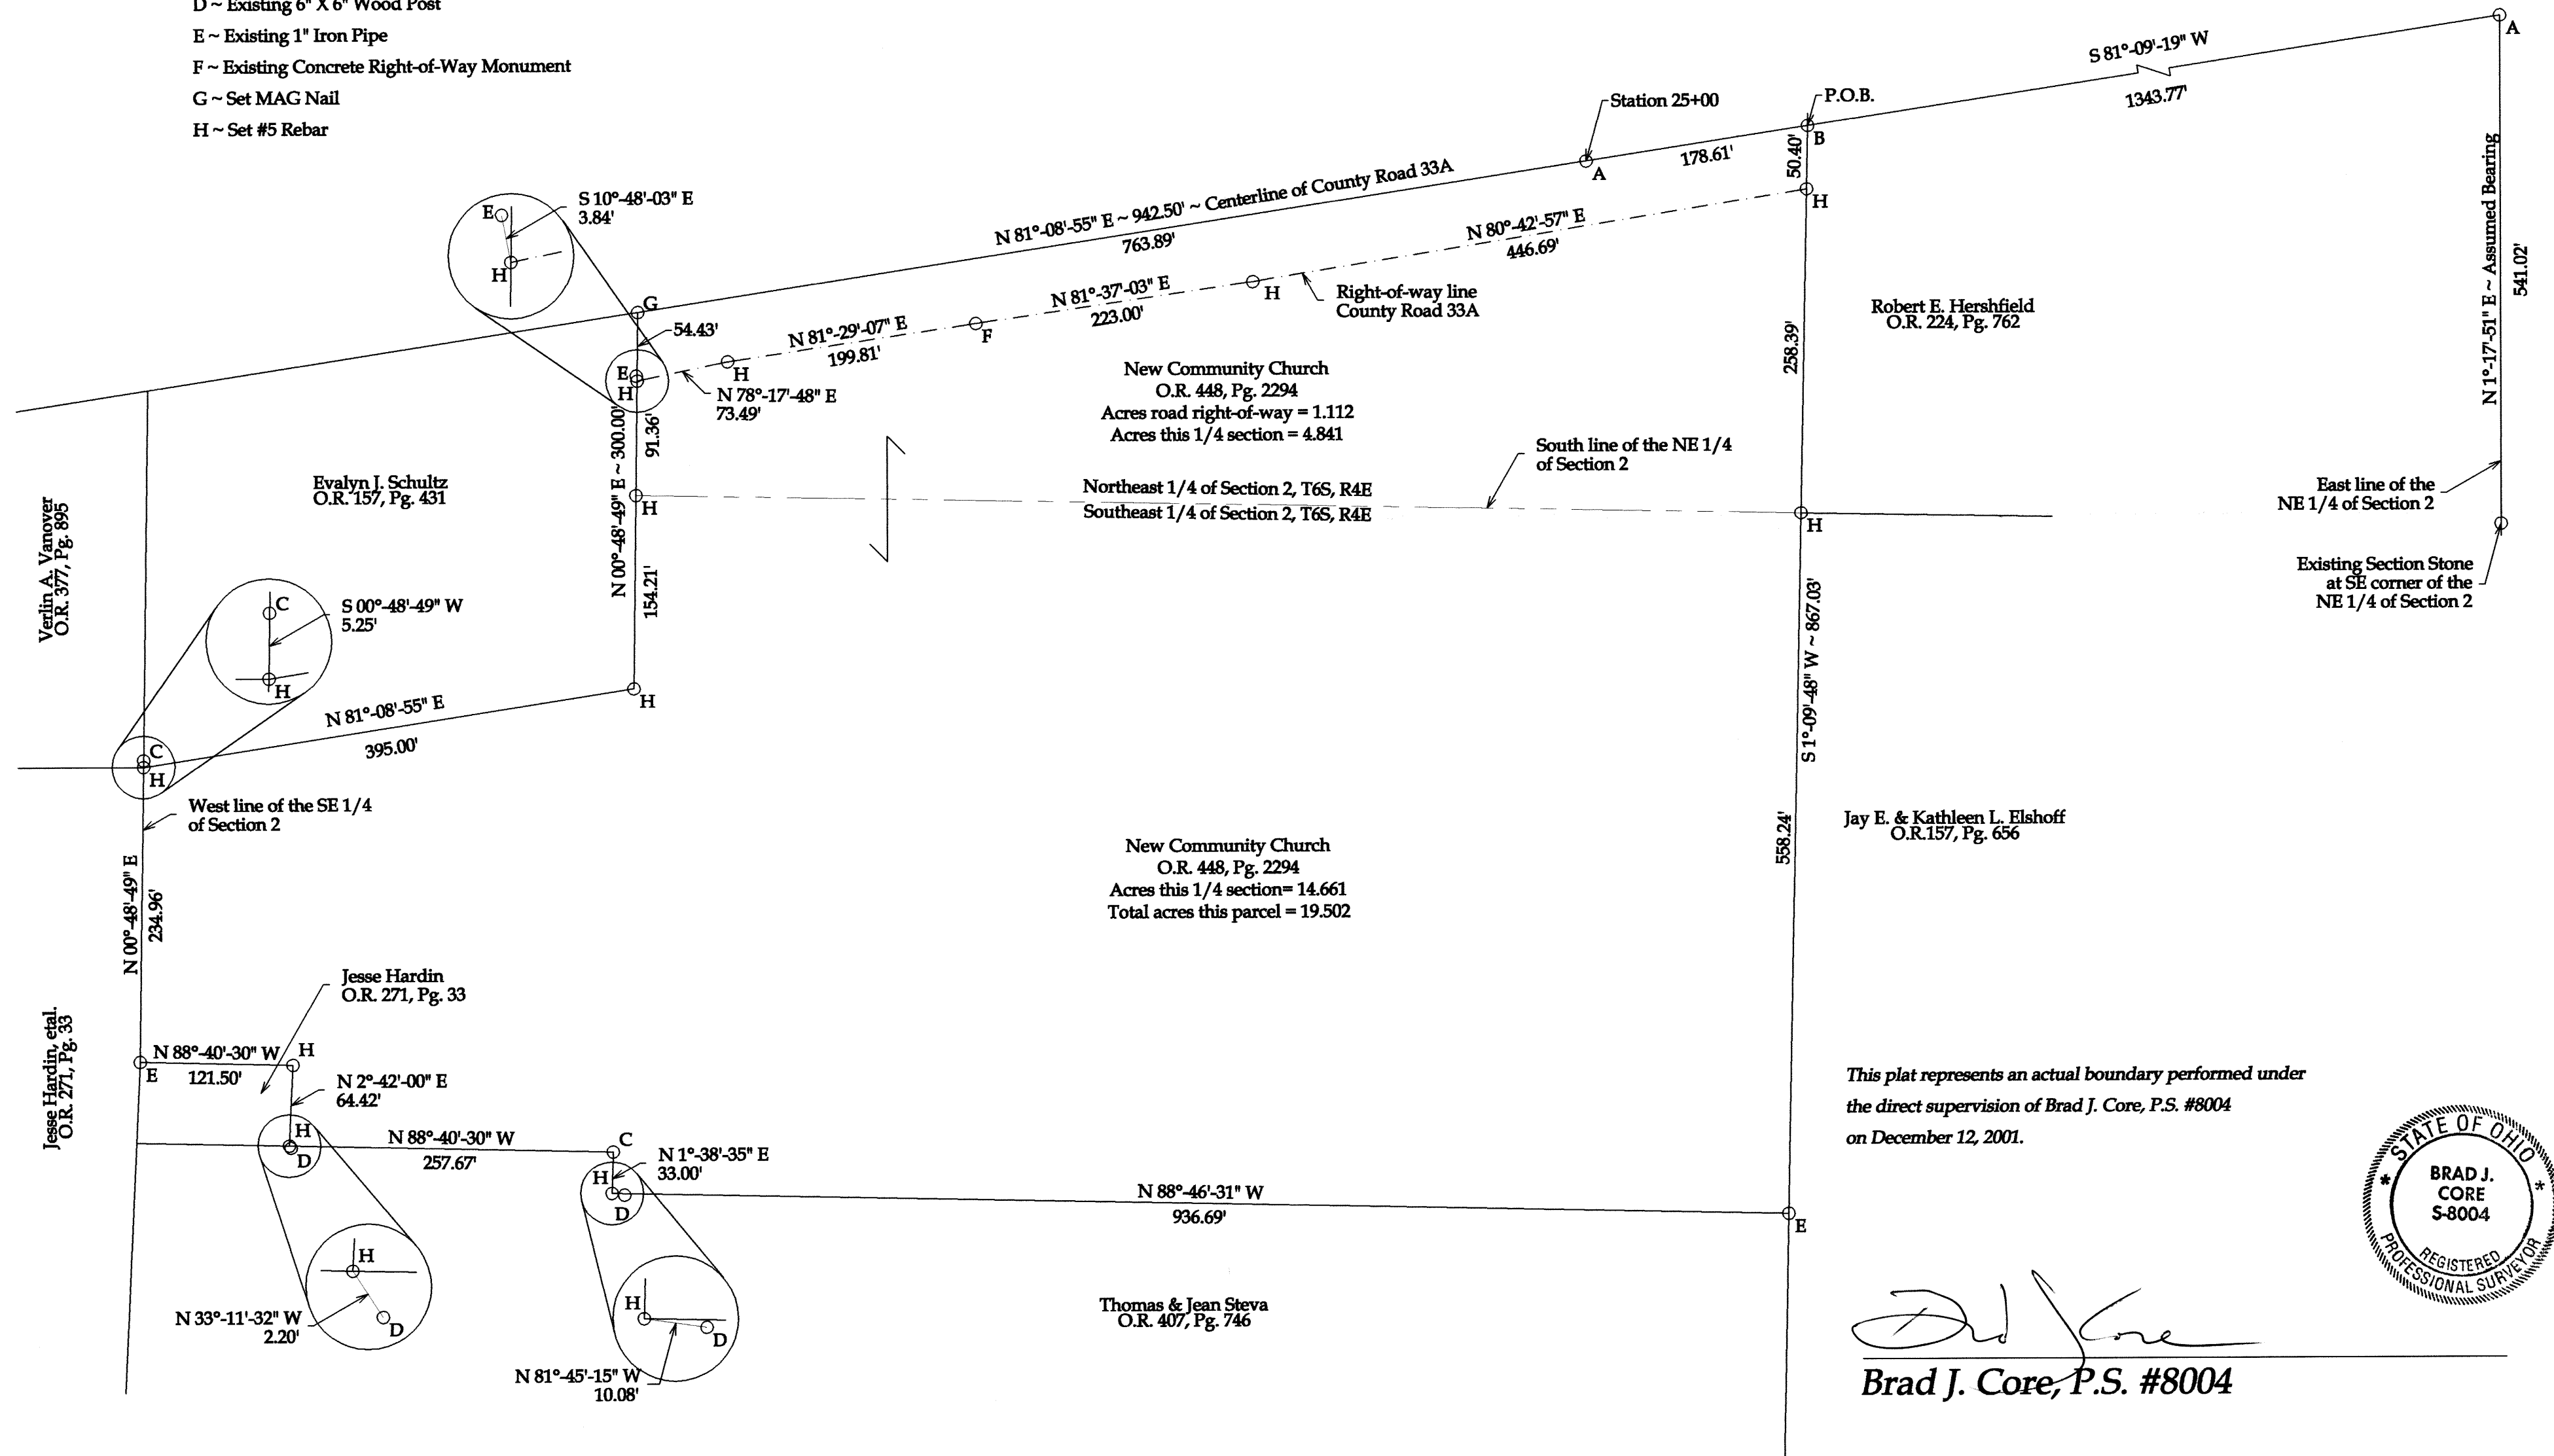 D ~ Existing 6" X 6" Wood Post
E ~ Existing 1" Iron Pipe
F ~ Existing Concrete Right-of-Way Monument
G ~ Set MAG Nail
H ~ Set #5 Rebar
S 81°-09'-19" W
1343.77'
A
Station 25+00
P.O.B.
B
A
178.61'
50.40'
H
N 1°-17'-51" E ~ Assumed Bearing
541.02'
S 10°-48'-03" E
3.84'
E
H
N 81°-08'-55" E ~ 942.50' ~ Centerline of County Road 33A
763.89'
N 80°-42'-57" E
446.69'
G
54.43'
N 81°-37'-03" E
223.00'
H
Right-of-way line
County Road 33A
N 81°-29'-07" E
199.81'
F
H
E
H
N 78°-17'-48" E
73.49'
258.39'
Robert E. Hershfield
O.R. 224, Pg. 762
New Community Church
O.R. 448, Pg. 2294
Acres road right-of-way = 1.112
Acres this 1/4 section = 4.841
N 00°-48'-49" E ~ 300.00'
91.36'
South line of the NE 1/4
of Section 2
Evalyn J. Schultz
O.R. 157, Pg. 431
Northeast 1/4 of Section 2, T6S, R4E
Southeast 1/4 of Section 2, T6S, R4E
H
H
East line of the
NE 1/4 of Section 2
Existing Section Stone
at SE corner of the
NE 1/4 of Section 2
Verlin A. Vanover
O.R. 377, Pg. 895
154.21'
C
S 00°-48'-49" W
5.25'
H
S 1°-09'-48" W ~ 867.03'
H
N 81°-08'-55" E
395.00'
C
H
West line of the SE 1/4
of Section 2
558.24'
Jay E. & Kathleen L. Elshoff
O.R.157, Pg. 656
New Community Church
O.R. 448, Pg. 2294
Acres this 1/4 section= 14.661
Total acres this parcel = 19.502
N 00°-48'-49" E
234.96'
Jesse Hardin
O.R. 271, Pg. 33
Jesse Hardin, etal.
O.R. 271, Pg. 33
N 88°-40'-30" W
121.50'
H
E
N 2°-42'-00" E
64.42'
H
D
N 88°-40'-30" W
257.67'
C
N 1°-38'-35" E
33.00'
H
D
N 88°-46'-31" W
936.69'
E
This plat represents an actual boundary performed under
the direct supervision of Brad J. Core, P.S. #8004
on December 12, 2001.
* STATE OF OHIO *
BRAD J.
CORE
S-8004
REGISTERED
PROFESSIONAL SURVEYOR
H
N 33°-11'-32" W
2.20'
D
H
D
N 81°-45'-15" W
10.08'
Thomas & Jean Steva
O.R. 407, Pg. 746
Brad J Core
Brad J. Core, P.S. #8004